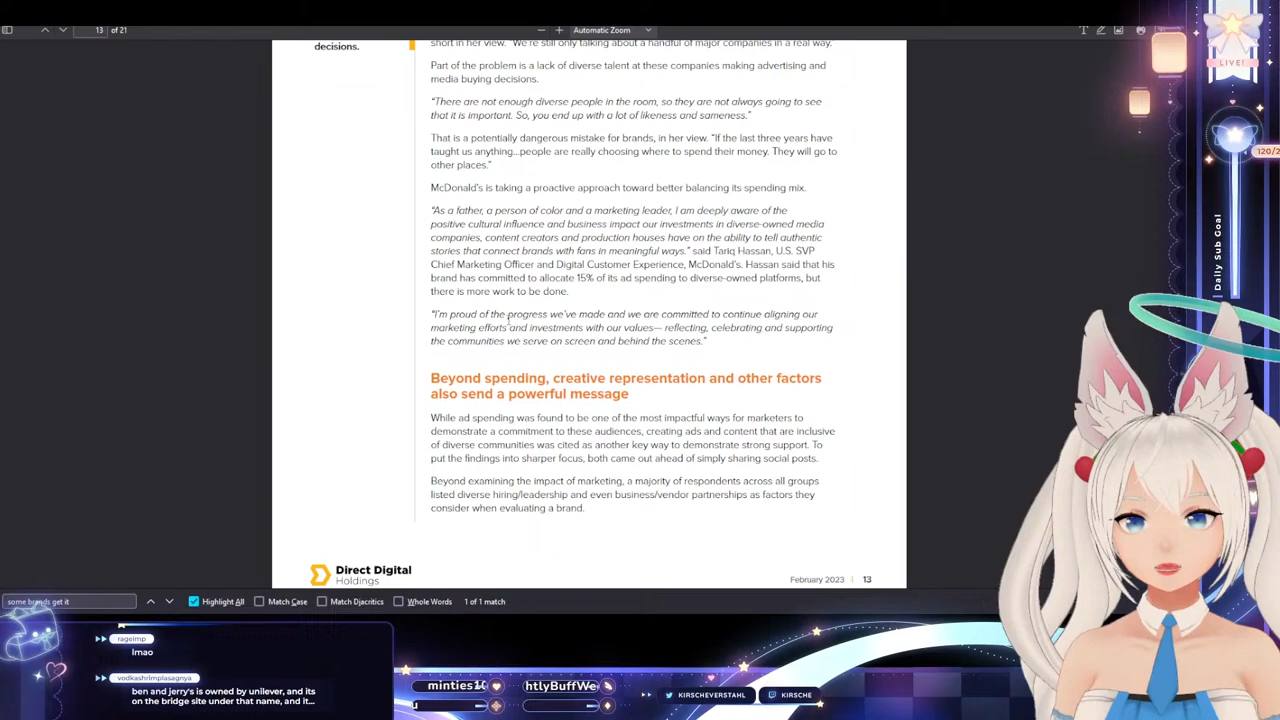 13 of 21
Automatic Zoom
LIVE!
decisions.
short in her view. "We're still only talking about a handful of major companies in a real way."
Part of the problem is a lack of diverse talent at these companies making advertising and
media buying decisions.
"There are not enough diverse people in the room, so they are not always going to see
that it is important. So, you end up with a lot of likeness and sameness."
That is a potentially dangerous mistake for brands, in her view. "If the last three years have
taught us anything...people are really choosing where to spend their money. They will go to
other places."
McDonald's is taking a proactive approach toward better balancing its spending mix.
"As a father, a person of color and a marketing leader, I am deeply aware of the
positive cultural influence and business impact our investments in diverse-owned media
companies, content creators and production houses have on the ability to tell authentic
stories that connect brands with fans in meaningful ways." said Tariq Hassan, U.S. SVP
Chief Marketing Officer and Digital Customer Experience, McDonald's. Hassan said that his
brand has committed to allocate 15% of its ad spending to diverse-owned platforms, but
there is more work to be done.
"I'm proud of the progress we've made and we are committed to continue aligning our
marketing efforts and investments with our values— reflecting, celebrating and supporting
the communities we serve on screen and behind the scenes."
Beyond spending, creative representation and other factors
also send a powerful message
While ad spending was found to be one of the most impactful ways for marketers to
demonstrate a commitment to these audiences, creating ads and content that are inclusive
of diverse communities was cited as another key way to demonstrate strong support. To
put the findings into sharper focus, both came out ahead of simply sharing social posts.
Beyond examining the impact of marketing, a majority of respondents across all groups
listed diverse hiring/leadership and even business/vendor partnerships as factors they
consider when evaluating a brand.
Direct Digital
Holdings
February 2023 | 13
120/2
Daily Sub Goal
some brands get it
Highlight All Match Case Match Diacritics Whole Words 1 of 1 match
rageimp
lmao
vodkashrimplasagnya
ben and jerry's is owned by unilever, and its
on the bridge site under that name, and it...
minties1
htlyBuffWe
u
KIRSCHEVERSTAHL
KIRSCHE